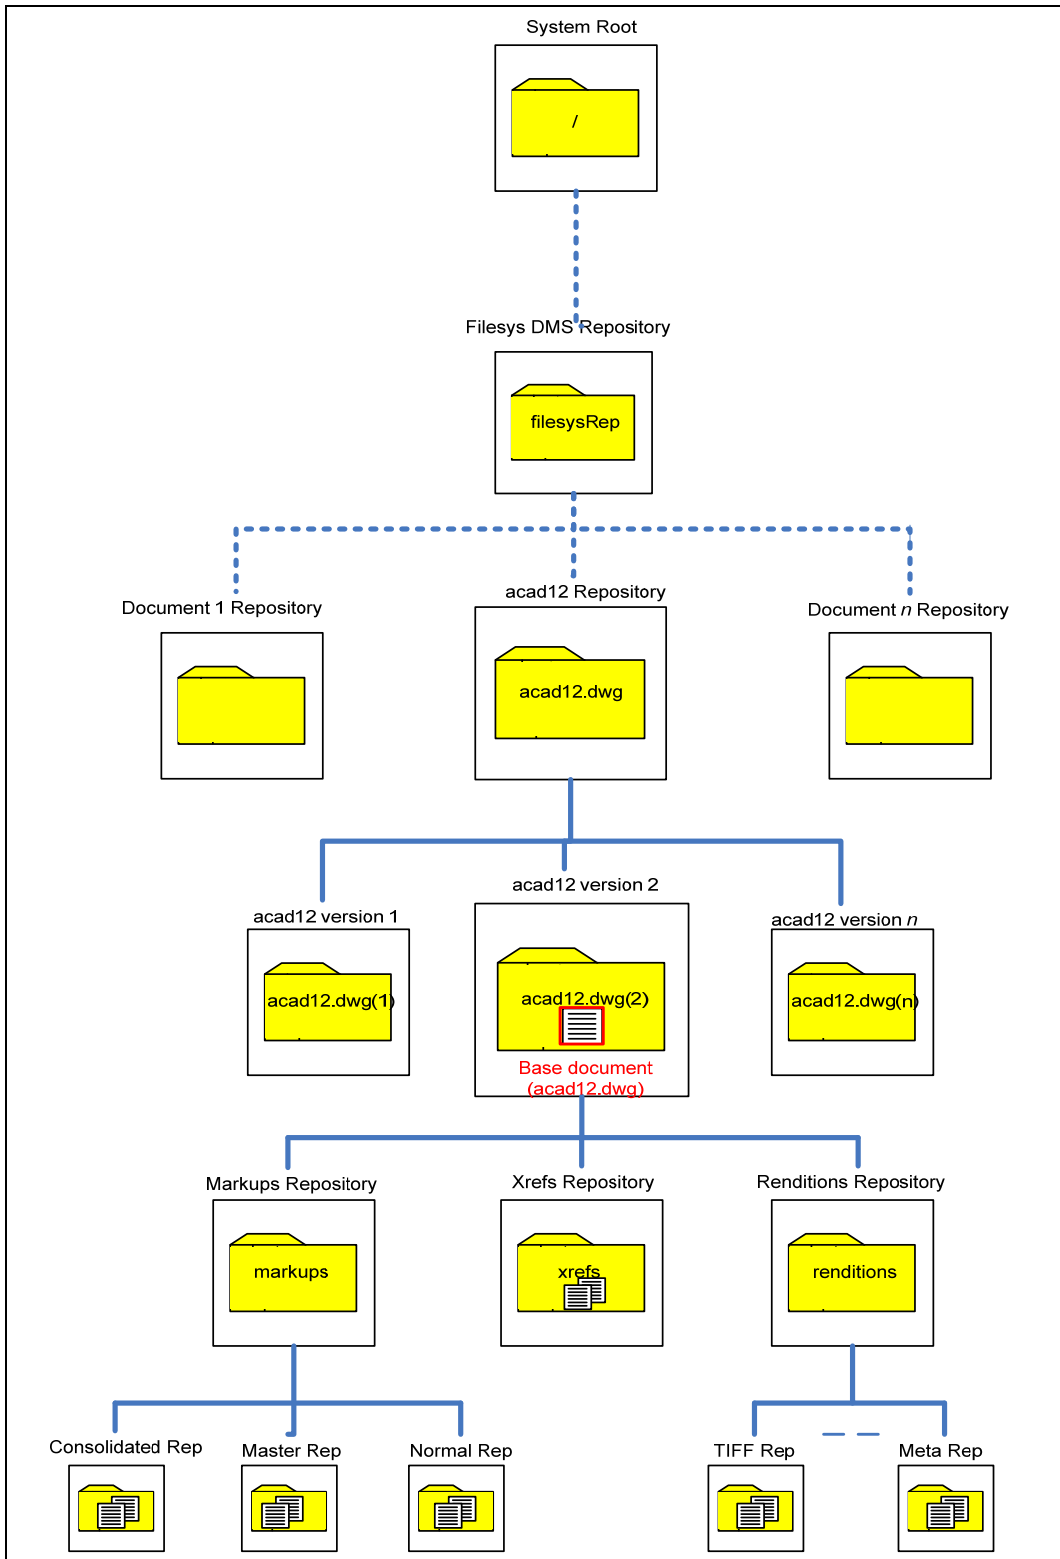 System Root
/
Filesys DMS Repository
filesysRep
Document 1 Repository
acad12 Repository
Document n Repository
acad12.dwg
acad12 version 1
acad12 version 2
acad12 version n
acad12.dwg(1)
acad12.dwg(2)
acad12.dwg(n)
Base document
(acad12.dwg)
Markups Repository
Xrefs Repository
Renditions Repository
markups
xrefs
renditions
Consolidated Rep
Master Rep
Normal Rep
TIFF Rep
Meta Rep